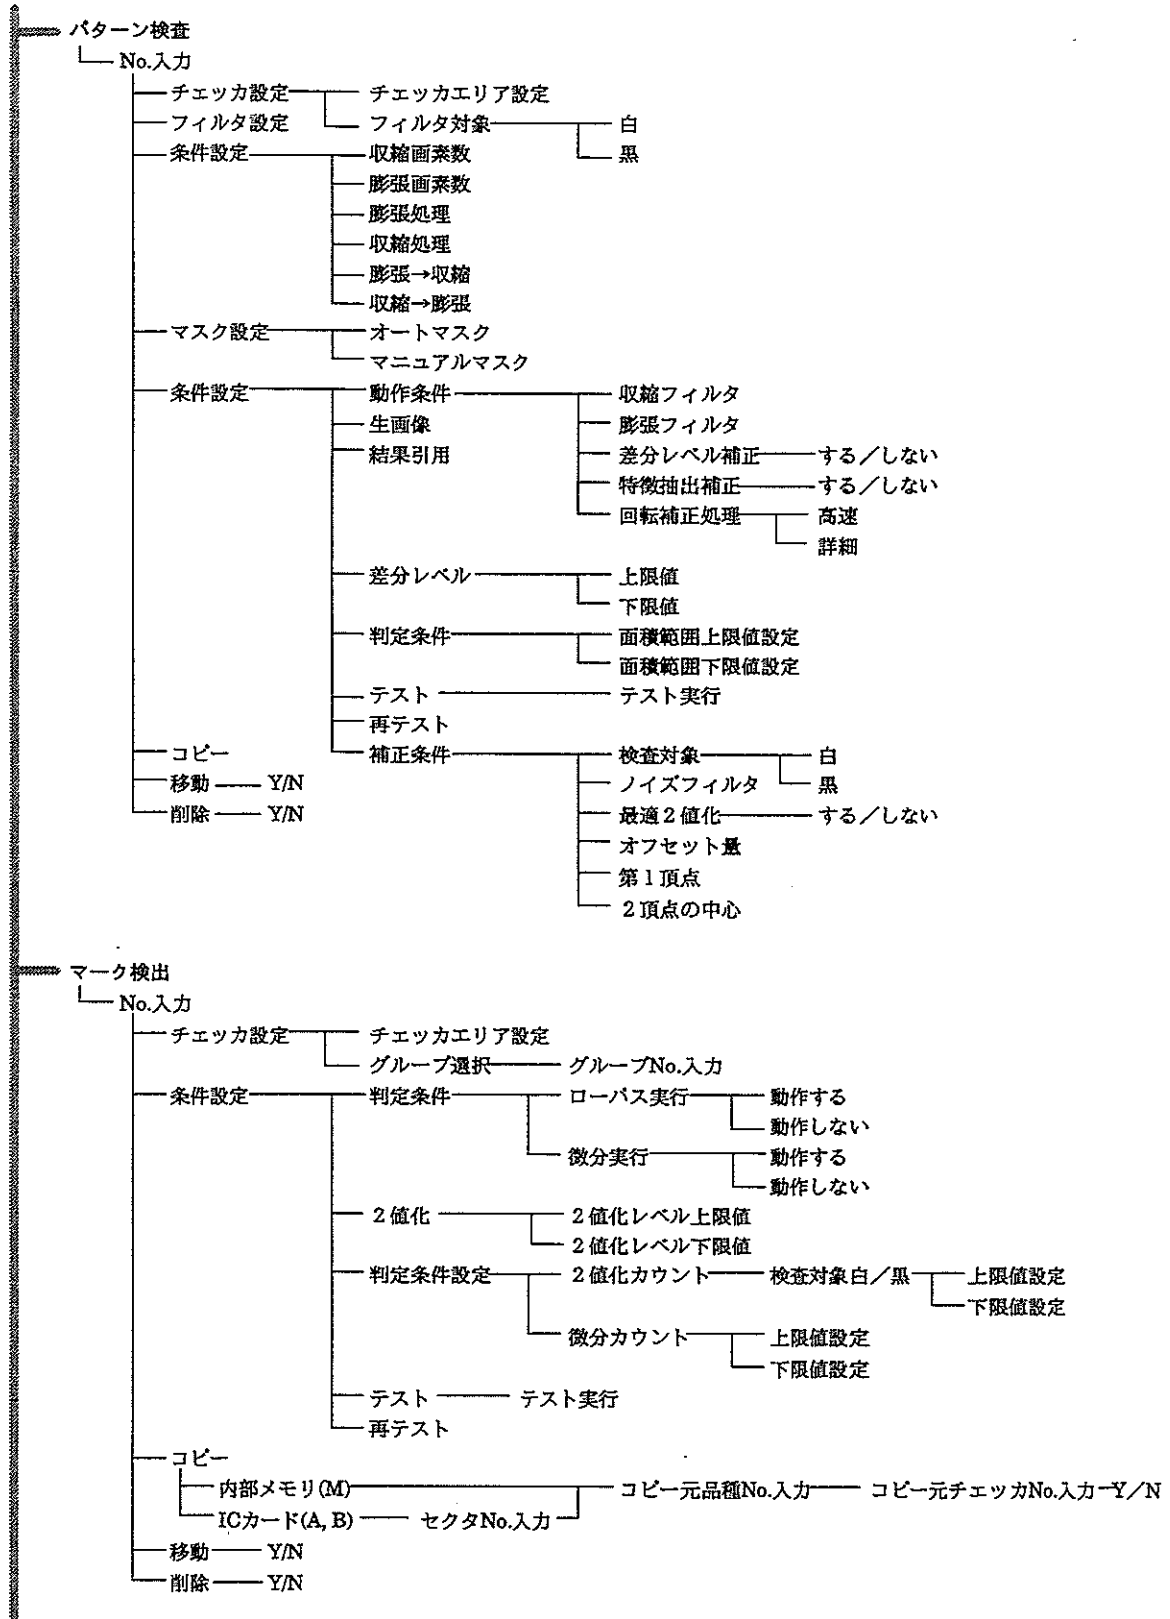 パターン検査
No.入力
チェッカ設定 チェッカエリア設定
フィルタ設定 フィルタ対象 白
条件設定 収縮画素数 黒
膨張画素数
膨張処理
収縮処理
膨張→収縮
収縮→膨張
マスク設定 オートマスク
マニュアルマスク
条件設定 動作条件 収縮フィルタ
生画像 膨張フィルタ
結果引用 差分レベル補正 する／しない
特徴抽出補正 する／しない
回転補正処理 高速
詳細
差分レベル 上限値
下限値
判定条件 面積範囲上限値設定
面積範囲下限値設定
テスト テスト実行
再テスト
コピー 補正条件 検査対象 白
移動 Y/N ノイズフィルタ 黒
削除 Y/N 最適２値化 する／しない
オフセット量
第１頂点
２頂点の中心
マーク検出
No.入力
チェッカ設定 チェッカエリア設定
グループ選択 グループNo.入力
条件設定 判定条件 ローパス実行 動作する
動作しない
微分実行 動作する
動作しない
２値化 ２値化レベル上限値
２値化レベル下限値
判定条件設定 ２値化カウント 検査対象白／黒 上限値設定
下限値設定
微分カウント 上限値設定
下限値設定
テスト テスト実行
再テスト
コピー
内部メモリ(M) コピー元品種No.入力 コピー元チェッカNo.入力 Y／N
ICカード(A, B) セクタNo.入力
移動 Y/N
削除 Y/N